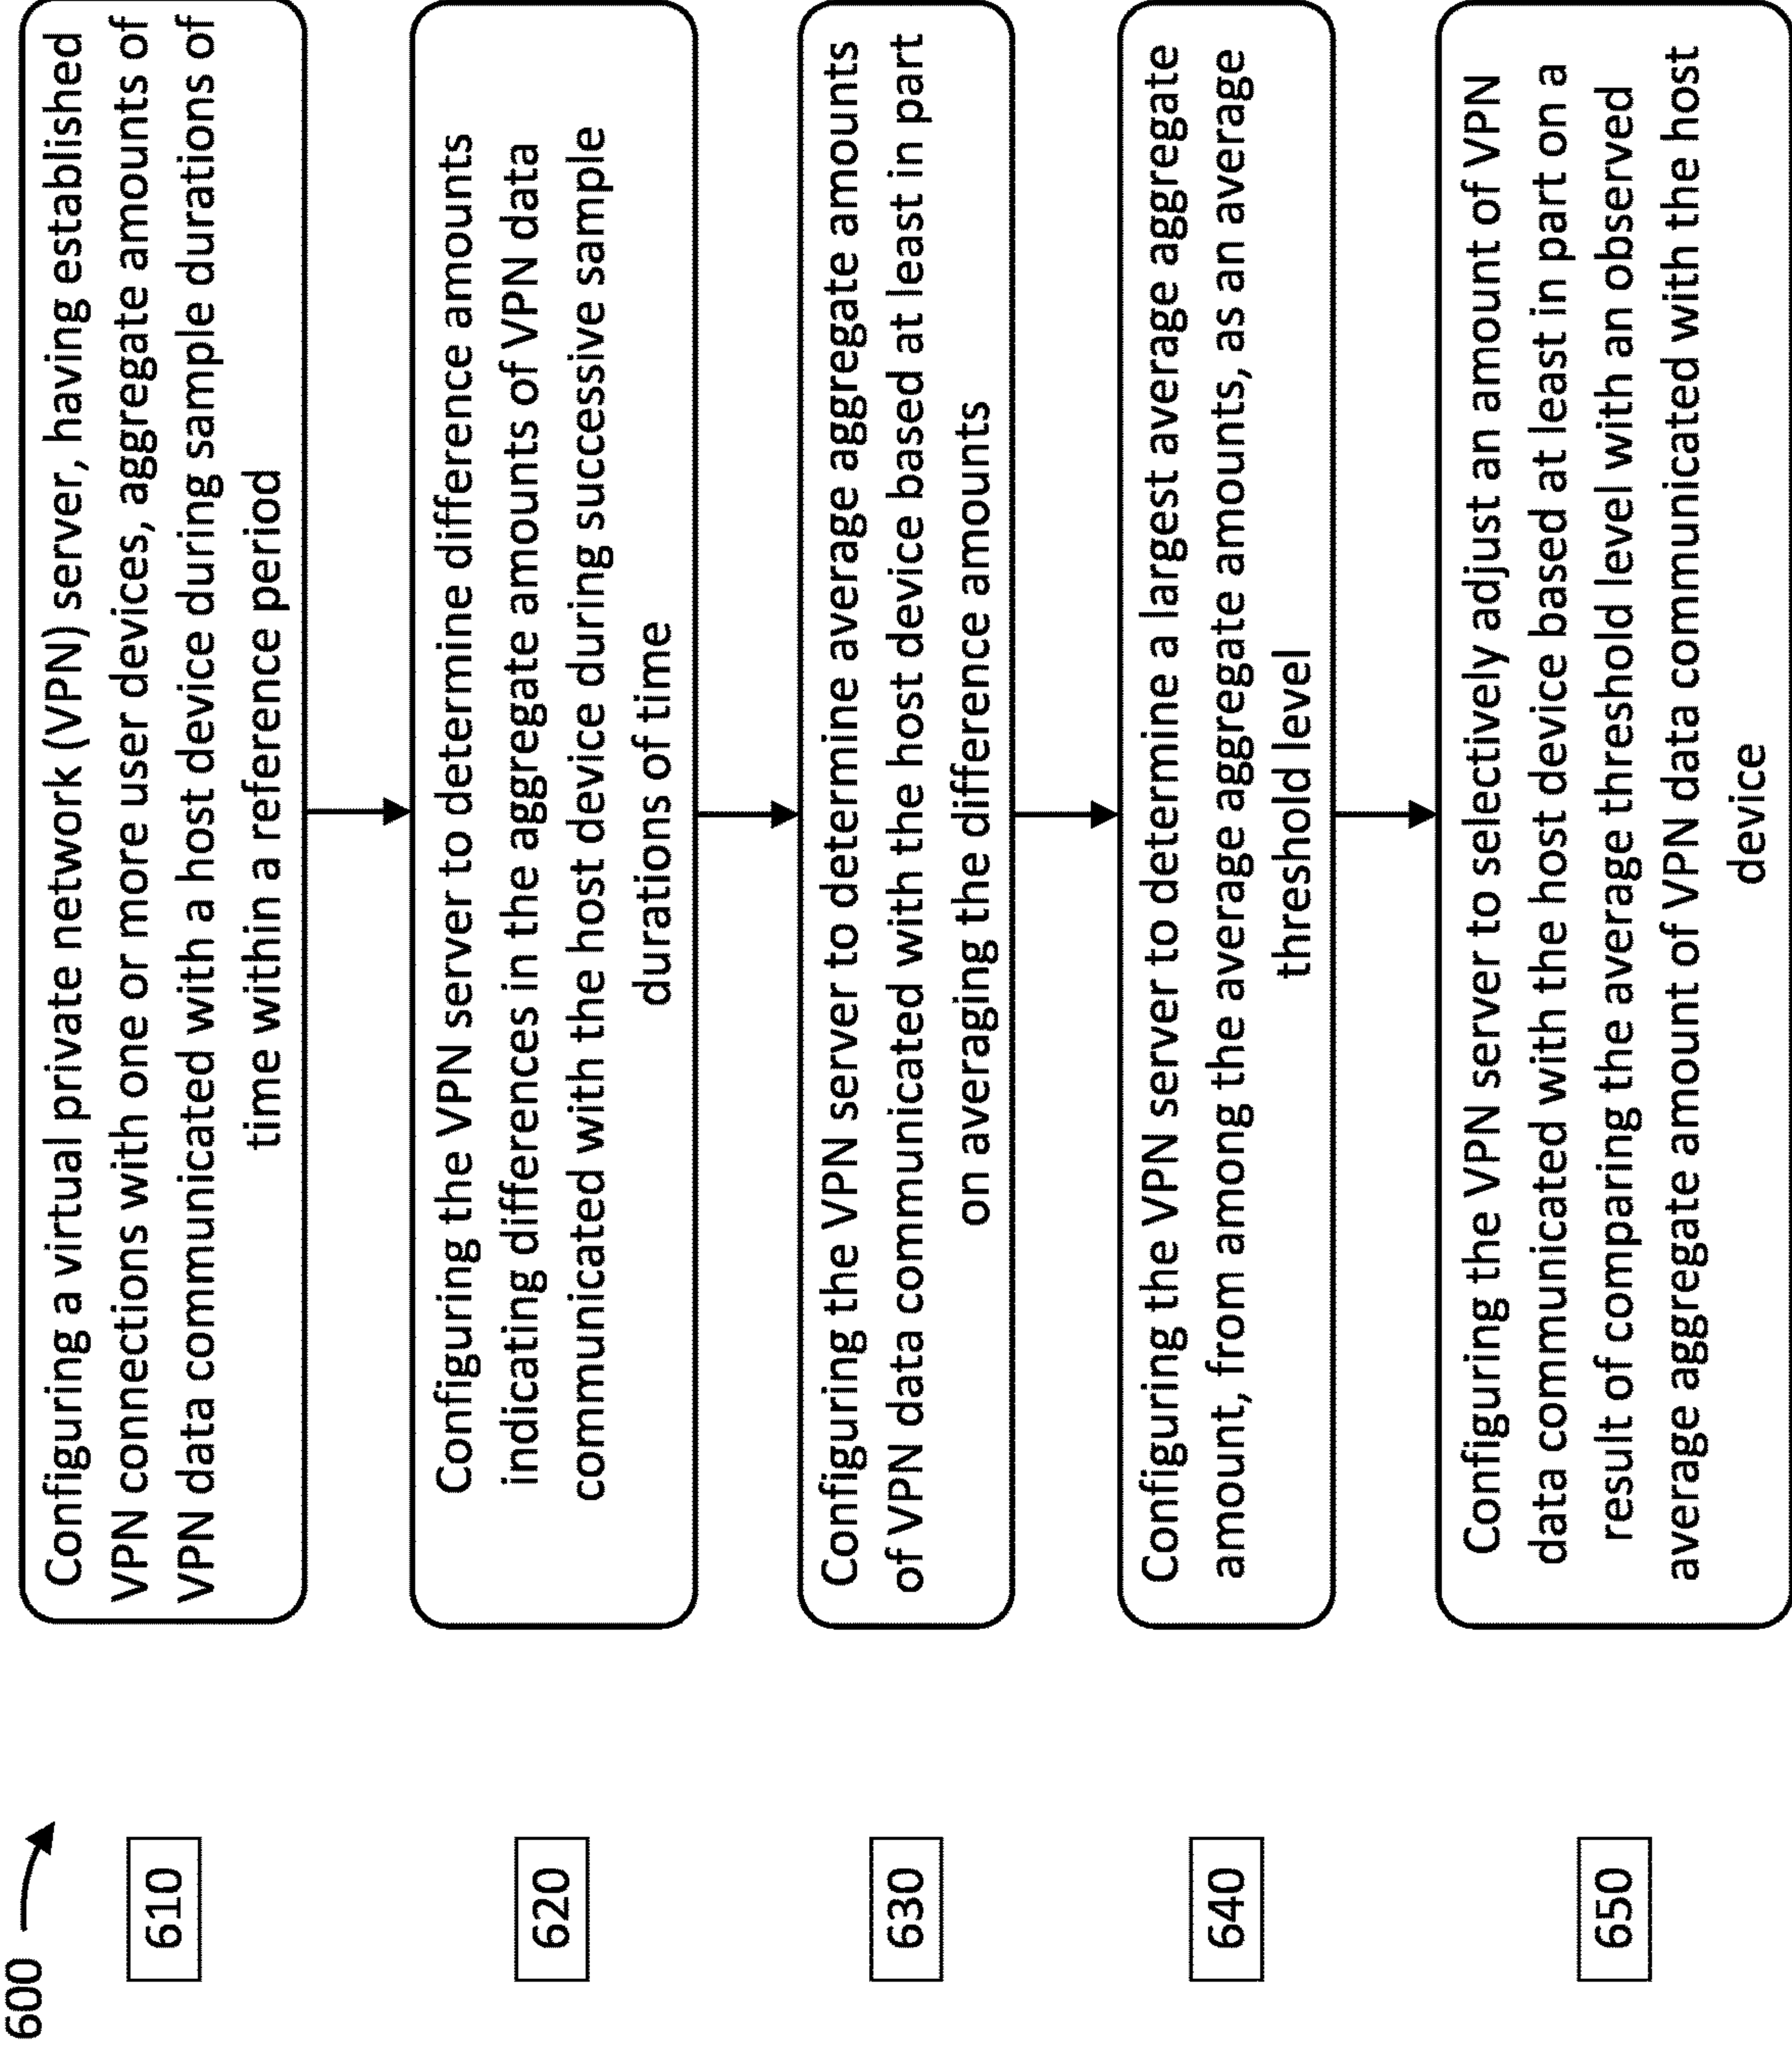 600
610
Configuring a virtual private network (VPN) server, having established
VPN connections with one or more user devices, aggregate amounts of
VPN data communicated with a host device during sample durations of
time within a reference period
620
Configuring the VPN server to determine difference amounts
indicating differences in the aggregate amounts of VPN data
communicated with the host device during successive sample
durations of time
630
Configuring the VPN server to determine average aggregate amounts
of VPN data communicated with the host device based at least in part
on averaging the difference amounts
640
Configuring the VPN server to determine a largest average aggregate
amount, from among the average aggregate amounts, as an average
threshold level
650
Configuring the VPN server to selectively adjust an amount of VPN
data communicated with the host device based at least in part on a
result of comparing the average threshold level with an observed
average aggregate amount of VPN data communicated with the host
device